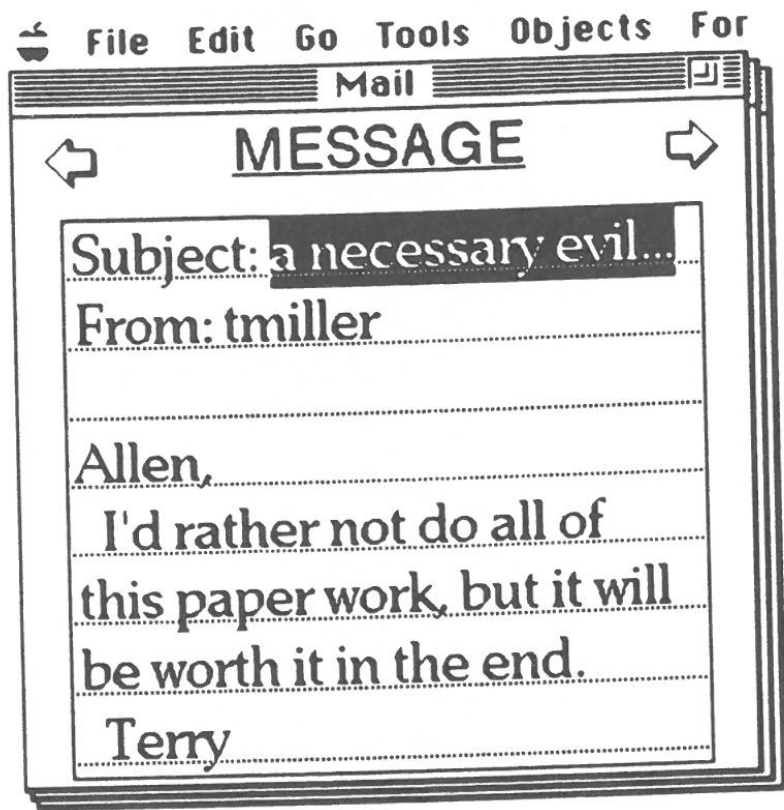 File Edit Go Tools Objects For
Mail
MESSAGE
Subject: a necessary evil...
From: tmiller
Allen,
I'd rather not do all of
this paper work, but it will
be worth it in the end.
Terry